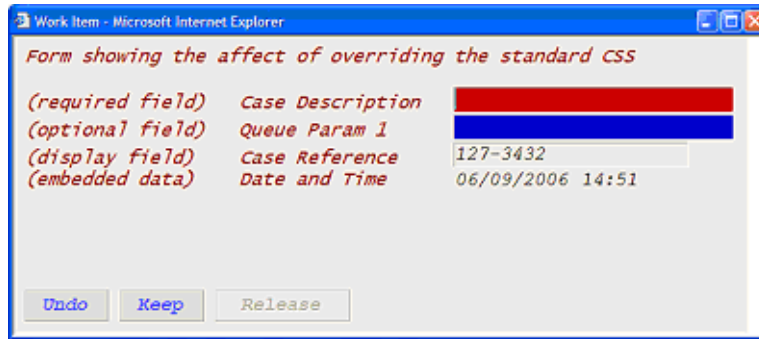 Work Item - Microsoft Internet Explorer
Form showing the affect of overriding the standard CSS
(required field) Case Description
(optional field) Queue Param 1
(display field) Case Reference 127-3432
(embedded data) Date and Time 06/09/2006 14:51
Undo Keep Release